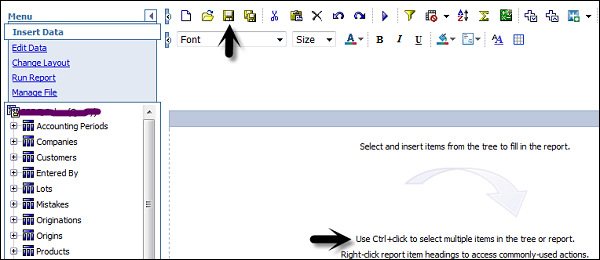 Menu
Insert Data
Edit Data
Change Layout
Run Report
Manage File
Accounting Periods
Companies
Customers
Entered By
Lots
Mistakes
Originations
Origins
Products
Font
Size
A
B I U
Select and insert items from the tree to fill in the report.
Use Ctrl+click to select multiple items in the tree or report.
Right-click report item headings to access commonly-used actions.